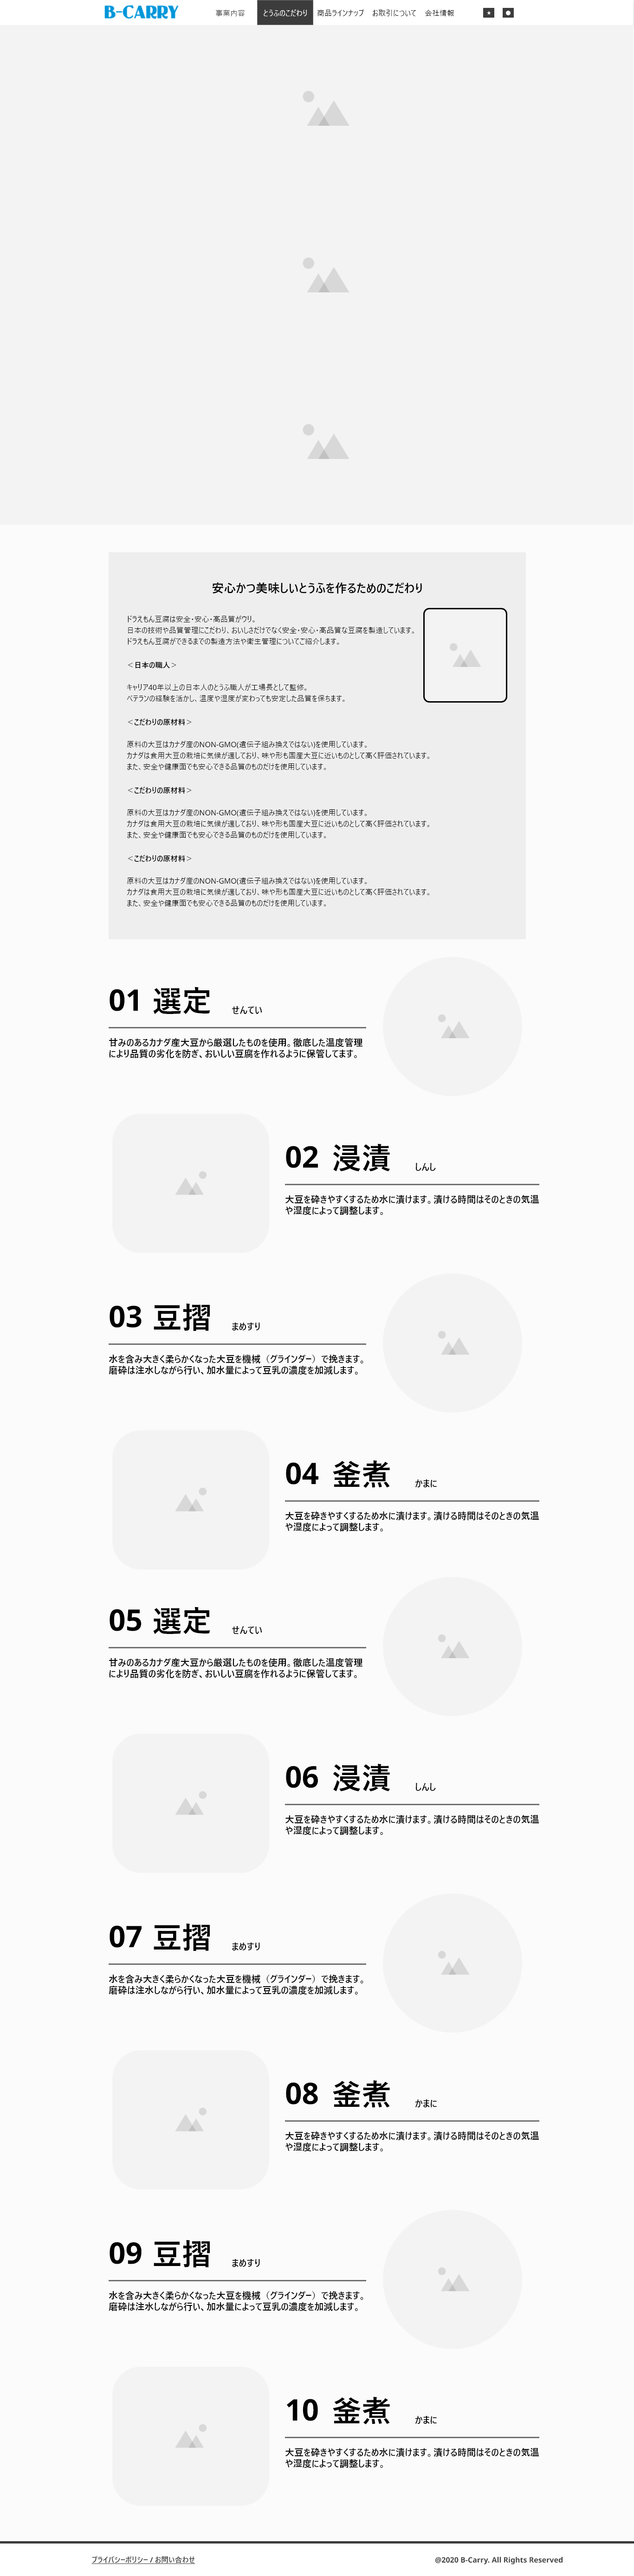 B-CARRY 事業内容 とうふのこだわり 商品ラインナップ お取引について 会社情報
安心かつ美味しいとうふを作るためのこだわり
ドラえもん豆腐は安全・安心・高品質がウリ。
日本の技術や品質管理にこだわり、おいしさだけでなく安全・安心・高品質な豆腐を製造しています。
ドラえもん豆腐ができるまでの製造方法や衛生管理についてご紹介します。
＜日本の職人＞
キャリア40年以上の日本人のとうふ職人が工場長として監修。
ベテランの経験を活かし、温度や湿度が変わっても安定した品質を保ちます。
＜こだわりの原材料＞
原料の大豆はカナダ産のNON-GMO(遺伝子組み換えではない)を使用しています。
カナダは食用大豆の栽培に気候が適しており、味や形も国産大豆に近いものとして高く評価されています。
また、安全や健康面でも安心できる品質のものだけを使用しています。
＜こだわりの原材料＞
原料の大豆はカナダ産のNON-GMO(遺伝子組み換えではない)を使用しています。
カナダは食用大豆の栽培に気候が適しており、味や形も国産大豆に近いものとして高く評価されています。
また、安全や健康面でも安心できる品質のものだけを使用しています。
＜こだわりの原材料＞
原料の大豆はカナダ産のNON-GMO(遺伝子組み換えではない)を使用しています。
カナダは食用大豆の栽培に気候が適しており、味や形も国産大豆に近いものとして高く評価されています。
また、安全や健康面でも安心できる品質のものだけを使用しています。
01 選定 せんてい
甘みのあるカナダ産大豆から厳選したものを使用。徹底した温度管理
により品質の劣化を防ぎ、おいしい豆腐を作れるように保管してます。
02 浸漬 しんし
大豆を砕きやすくするため水に漬けます。漬ける時間はそのときの気温
や湿度によって調整します。
03 豆摺 まめすり
水を含み大きく柔らかくなった大豆を機械（グラインダー）で挽きます。
磨砕は注水しながら行い、加水量によって豆乳の濃度を加減します。
04 釜煮 かまに
大豆を砕きやすくするため水に漬けます。漬ける時間はそのときの気温
や湿度によって調整します。
05 選定 せんてい
甘みのあるカナダ産大豆から厳選したものを使用。徹底した温度管理
により品質の劣化を防ぎ、おいしい豆腐を作れるように保管してます。
06 浸漬 しんし
大豆を砕きやすくするため水に漬けます。漬ける時間はそのときの気温
や湿度によって調整します。
07 豆摺 まめすり
水を含み大きく柔らかくなった大豆を機械（グラインダー）で挽きます。
磨砕は注水しながら行い、加水量によって豆乳の濃度を加減します。
08 釜煮 かまに
大豆を砕きやすくするため水に漬けます。漬ける時間はそのときの気温
や湿度によって調整します。
09 豆摺 まめすり
水を含み大きく柔らかくなった大豆を機械（グラインダー）で挽きます。
磨砕は注水しながら行い、加水量によって豆乳の濃度を加減します。
10 釜煮 かまに
大豆を砕きやすくするため水に漬けます。漬ける時間はそのときの気温
や湿度によって調整します。
プライバシーポリシー / お問い合わせ @2020 B-Carry. All Rights Reserved